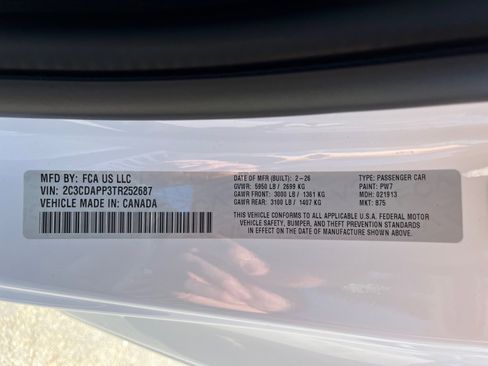 MFD BY: FCA US LLC
VIN: 2C3CDAPP3TR252687
VEHICLE MADE IN: CANADA
DATE OF MFR (BUILT): 2-26
GVWR: 5950 LB / 2699 KG
GAWR FRONT: 3000 LB / 1361 KG
GAWR REAR: 3100 LB / 1407 KG
TYPE: PASSENGER CAR
PAINT: PW7
MDH: 021913
MKT: 875
THIS VEHICLE CONFORMS TO ALL APPLICABLE U.S.A. FEDERAL MOTOR
VEHICLE SAFETY, BUMPER, AND THEFT PREVENTION STANDARDS
IN EFFECT ON THE DATE OF MANUFACTURE SHOWN ABOVE